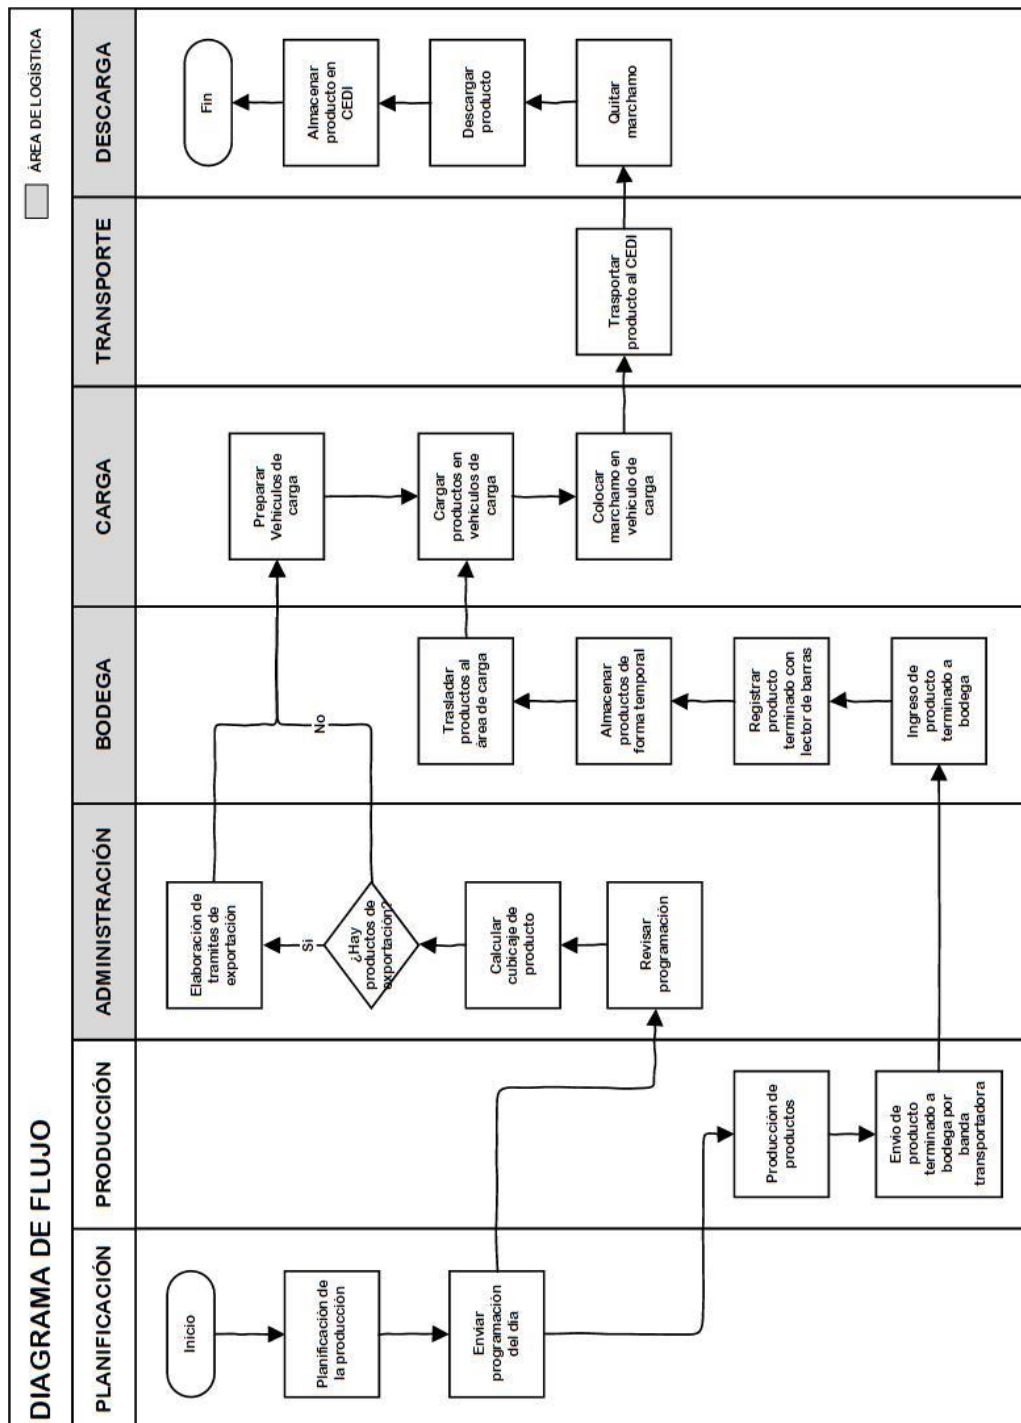 DIAGRAMA DE FLUJO
ÁREA DE LOGÍSTICA
PLANIFICACIÓN
PRODUCCIÓN
ADMINISTRACIÓN
BODEGA
CARGA
TRANSPORTE
DESCARGA
Inicio
Planificación de
la producción
Enviar
programación
del dia
Producción de
productos
Envio de
producto
terminado a
bodega por
banda
transportadora
Elaboración de
tramites de
exportación
Si
¿Hay
productos de
exportación?
No
Calcular
cubicaje de
producto
Revisar
programación
Trasladar
productos al
área de carga
Almacenar
productos de
forma temporal
Registrar
producto
terminado con
lector de barras
Ingreso de
producto
terminado a
bodega
Preparar
Vehiculos de
carga
Cargar
productos en
vehiculos de
carga
Colocar
marchamo en
vehiculo de
carga
Trasportar
producto al CEDI
Fin
Almacenar
producto en
CEDI
Descargar
producto
Quitar
marchamo